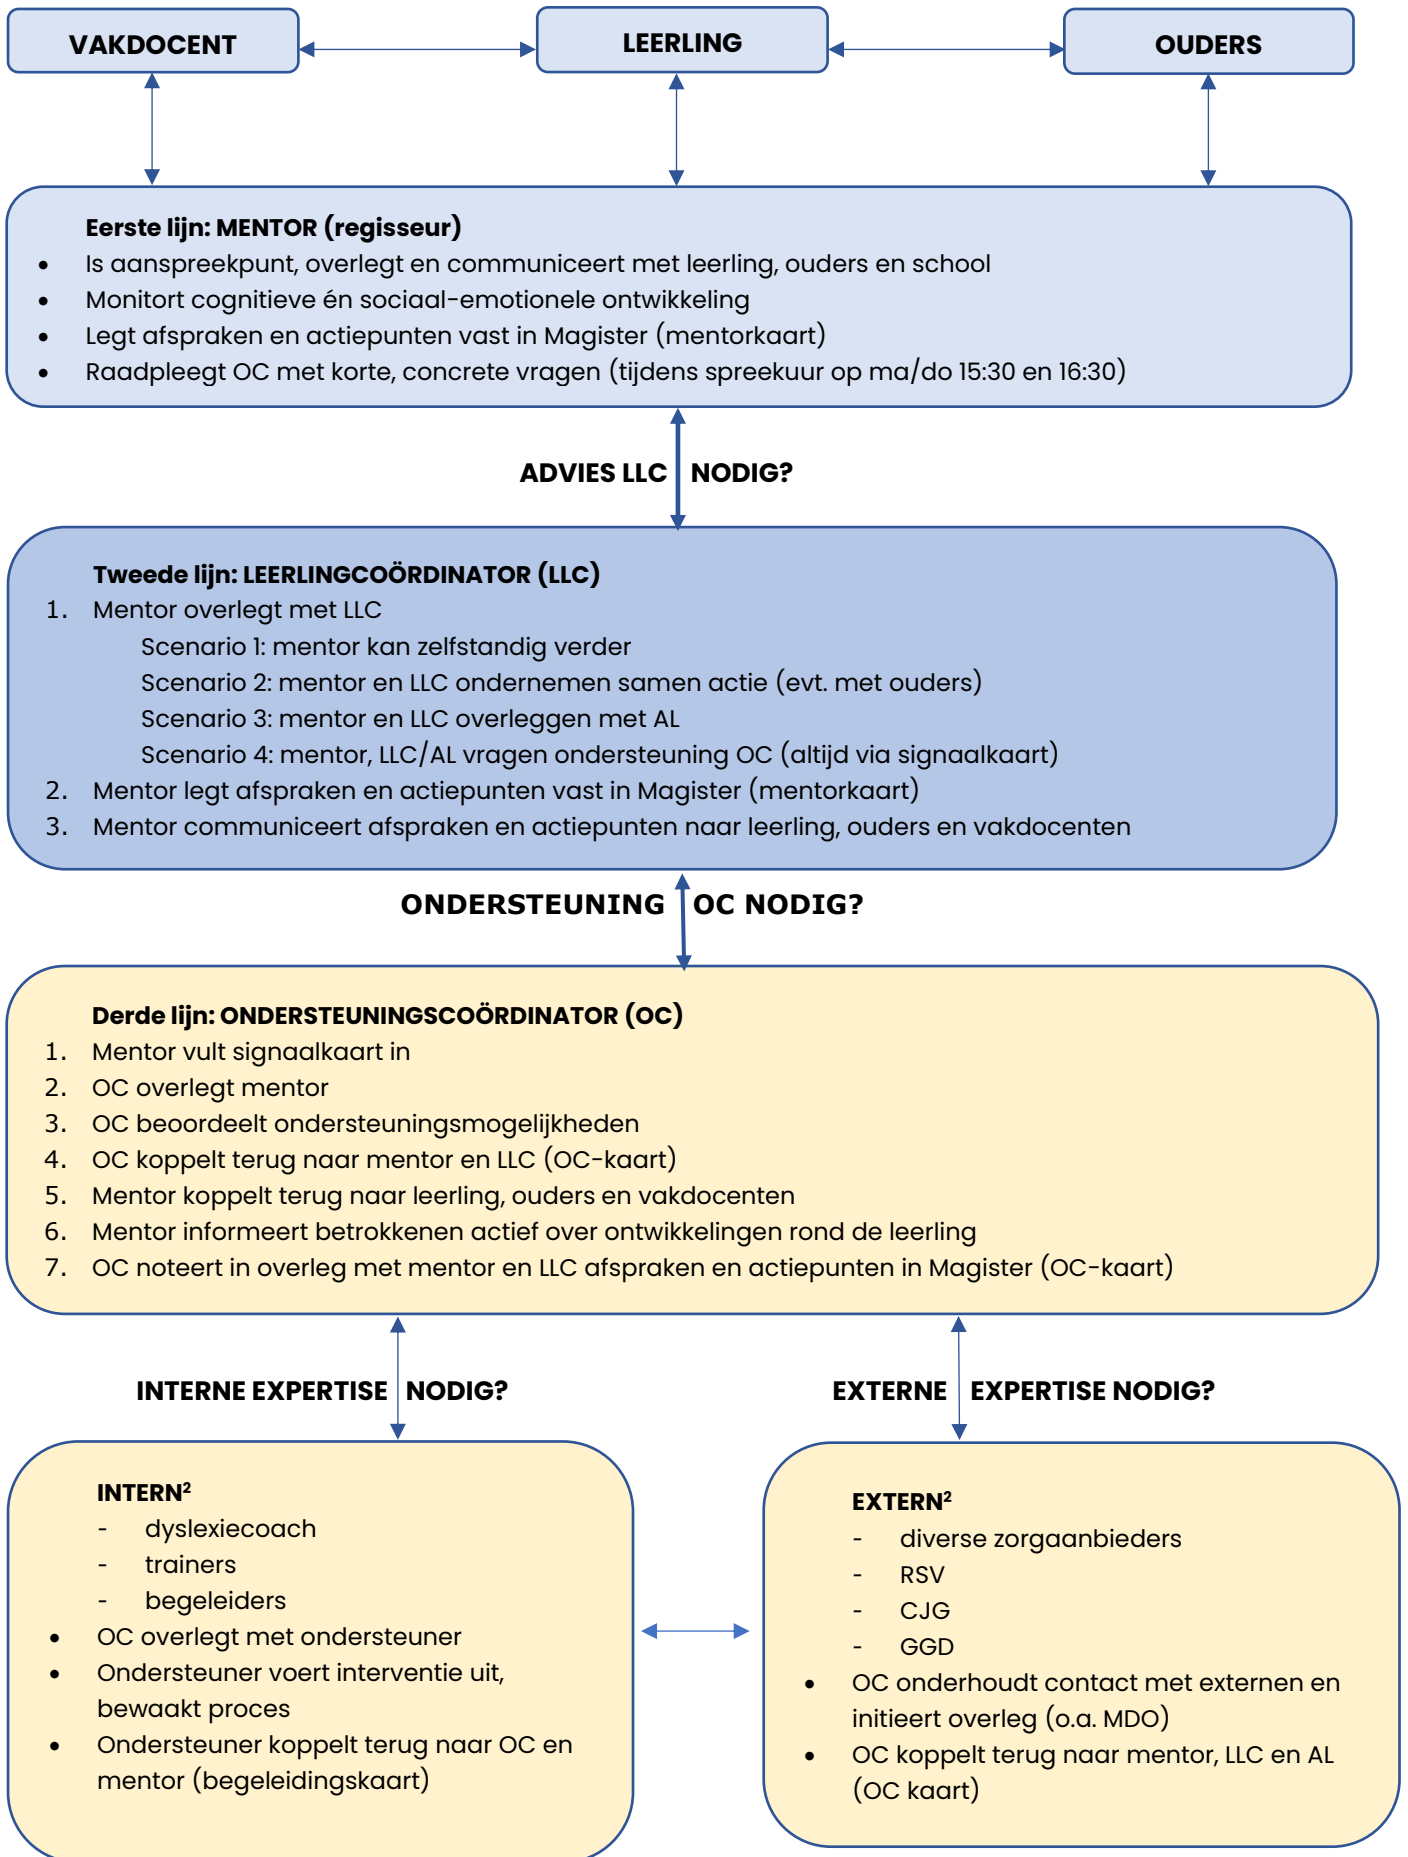 VAKDOCENT
LEERLING
OUDERS
Eerste lijn: MENTOR (regisseur)
• Is aanspreekpunt, overlegt en communiceert met leerling, ouders en school
• Monitort cognitieve én sociaal-emotionele ontwikkeling
• Legt afspraken en actiepunten vast in Magister (mentorkaart)
• Raadpleegt OC met korte, concrete vragen (tijdens spreekuur op ma/do 15:30 en 16:30)
ADVIES LLC NODIG?
Tweede lijn: LEERLINGCOÖRDINATOR (LLC)
1. Mentor overlegt met LLC
Scenario 1: mentor kan zelfstandig verder
Scenario 2: mentor en LLC ondernemen samen actie (evt. met ouders)
Scenario 3: mentor en LLC overleggen met AL
Scenario 4: mentor, LLC/AL vragen ondersteuning OC (altijd via signaalkaart)
2. Mentor legt afspraken en actiepunten vast in Magister (mentorkaart)
3. Mentor communiceert afspraken en actiepunten naar leerling, ouders en vakdocenten
ONDERSTEUNING OC NODIG?
Derde lijn: ONDERSTEUNINGSCOÖRDINATOR (OC)
1. Mentor vult signaalkaart in
2. OC overlegt mentor
3. OC beoordeelt ondersteuningsmogelijkheden
4. OC koppelt terug naar mentor en LLC (OC-kaart)
5. Mentor koppelt terug naar leerling, ouders en vakdocenten
6. Mentor informeert betrokkenen actief over ontwikkelingen rond de leerling
7. OC noteert in overleg met mentor en LLC afspraken en actiepunten in Magister (OC-kaart)
INTERNE EXPERTISE NODIG?
EXTERNE EXPERTISE NODIG?
INTERN²
- dyslexiecoach
- trainers
- begeleiders
• OC overlegt met ondersteuner
• Ondersteuner voert interventie uit,
bewaakt proces
• Ondersteuner koppelt terug naar OC en
mentor (begeleidingskaart)
EXTERN²
- diverse zorgaanbieders
- RSV
- CJG
- GGD
• OC onderhoudt contact met externen en
initieert overleg (o.a. MDO)
• OC koppelt terug naar mentor, LLC en AL
(OC kaart)